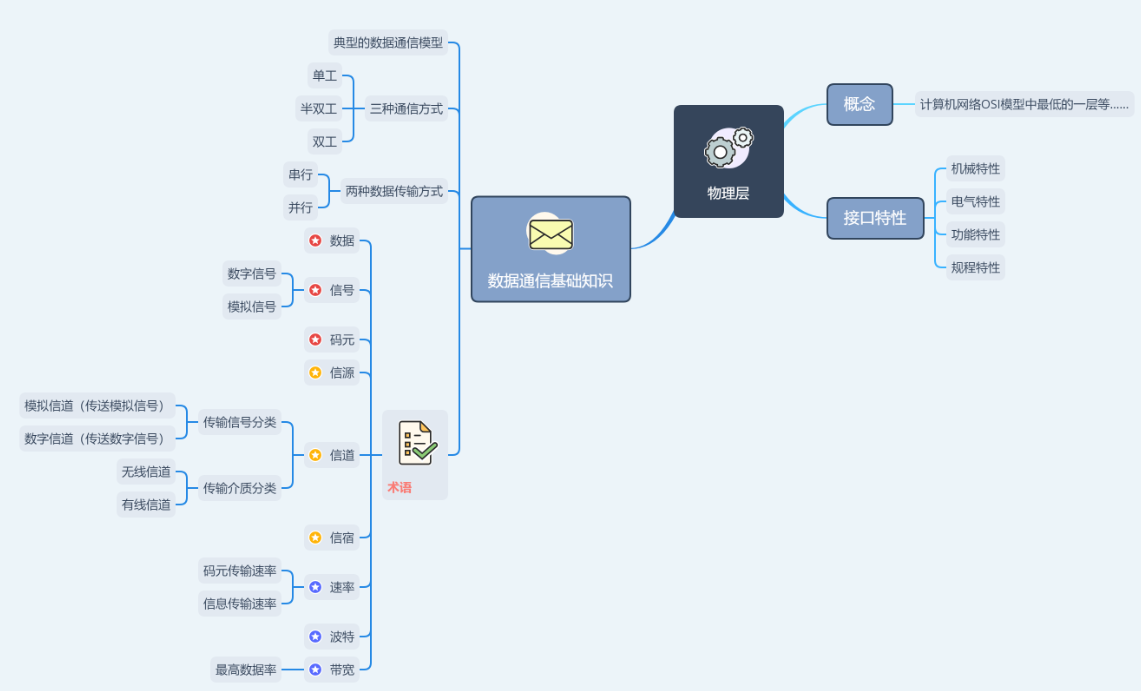 物理层
概念
计算机网络OSI模型中最低的一层等......
接口特性
机械特性
电气特性
功能特性
规程特性
数据通信基础知识
典型的数据通信模型
三种通信方式
单工
半双工
双工
两种数据传输方式
串行
并行
术语
数据
信号
数字信号
模拟信号
码元
信源
信道
传输信号分类
模拟信道（传送模拟信号）
数字信道（传送数字信号）
传输介质分类
无线信道
有线信道
信宿
速率
码元传输速率
信息传输速率
波特
带宽
最高数据率